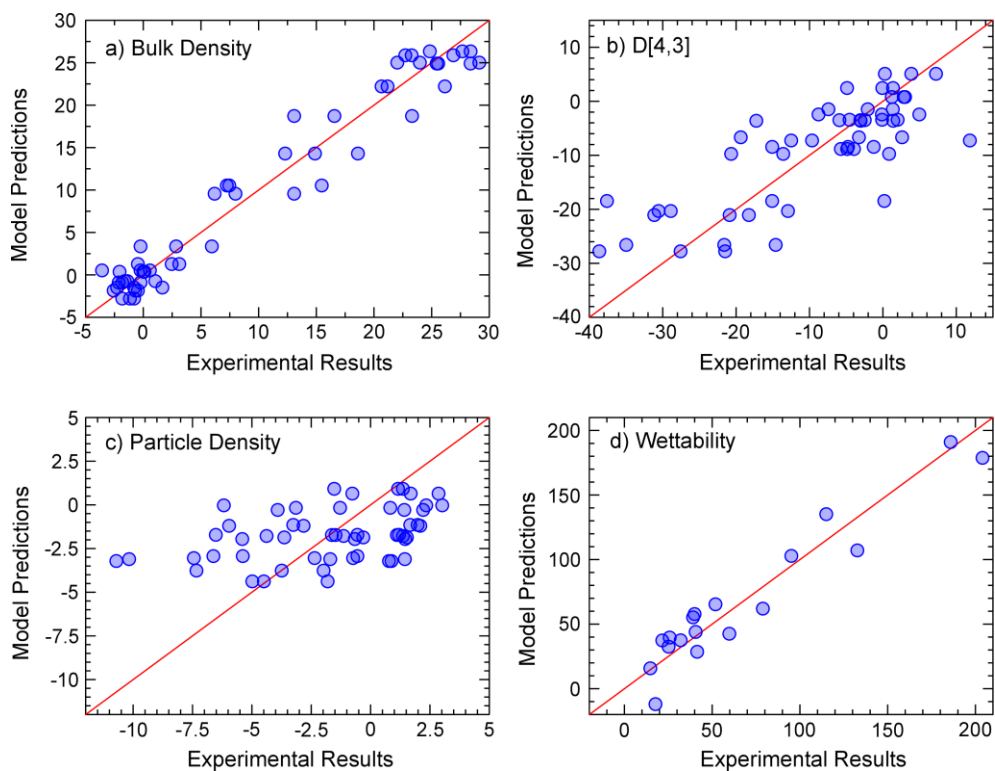 a) Bulk Density
30
25
20
15
10
5
0
-5
Model Predictions
-5 0 5 10 15 20 25 30
Experimental Results
b) D[4,3]
10
0
-10
-20
-30
-40
Model Predictions
-40 -30 -20 -10 0 10
Experimental Results
c) Particle Density
5
2.5
0
-2.5
-5
-7.5
-10
Model Predictions
-10 -7.5 -5 -2.5 0 2.5 5
Experimental Results
d) Wettability
200
150
100
50
0
Model Predictions
0 50 100 150 200
Experimental Results